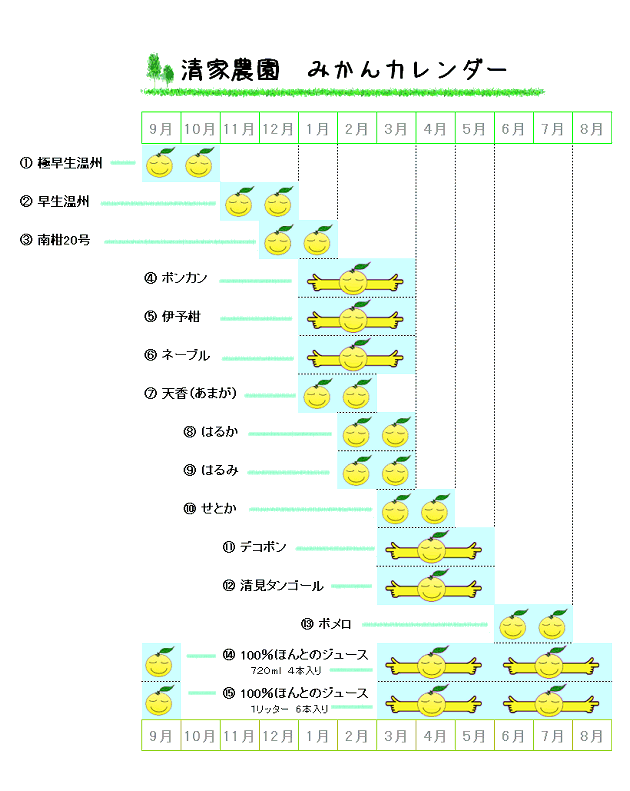 清家農園　みかんカレンダー
9月 10月 11月 12月 1月 2月 3月 4月 5月 6月 7月 8月
① 極早生温州
② 早生温州
③ 南柑20号
④ ポンカン
⑤ 伊予柑
⑥ ネーブル
⑦ 天香(あまが)
⑧ はるか
⑨ はるみ
⑩ せとか
⑪ デコポン
⑫ 清見タンゴール
⑬ ポメロ
⑭ 100%ほんとのジュース
720ml 4本入り
⑮ 100%ほんとのジュース
1リッター 6本入り
9月 10月 11月 12月 1月 2月 3月 4月 5月 6月 7月 8月